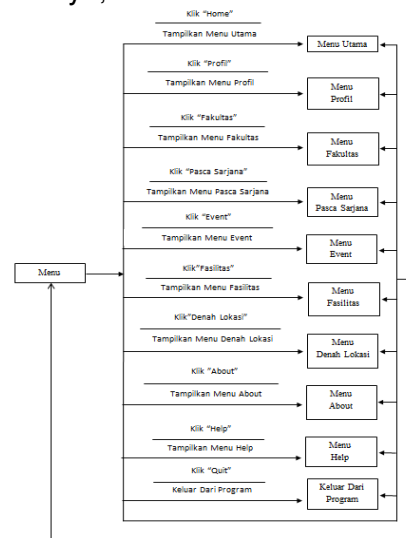 Klik "Home"
Tampilkan Menu Utama
Menu Utama
Klik "Profil"
Tampilkan Menu Profil
Menu
Profil
Klik "Fakultas"
Tampilkan Menu Fakultas
Menu
Fakultas
Klik "Pasca Sarjana"
Tampilkan Menu Pasca Sarjana
Menu
Pasca Sarjana
Klik "Event"
Tampilkan Menu Event
Menu
Event
Menu
Klik"Fasilitas"
Tampilkan Menu Fasilitas
Menu
Fasilitas
Klik"Denah Lokasi"
Tampilkan Menu Denah Lokasi
Menu
Denah Lokasi
Klik "About"
Tampilkan Menu About
Menu
About
Klik "Help"
Tampilkan Menu Help
Menu
Help
Klik "Quit"
Keluar Dari Program
Keluar Dari
Program